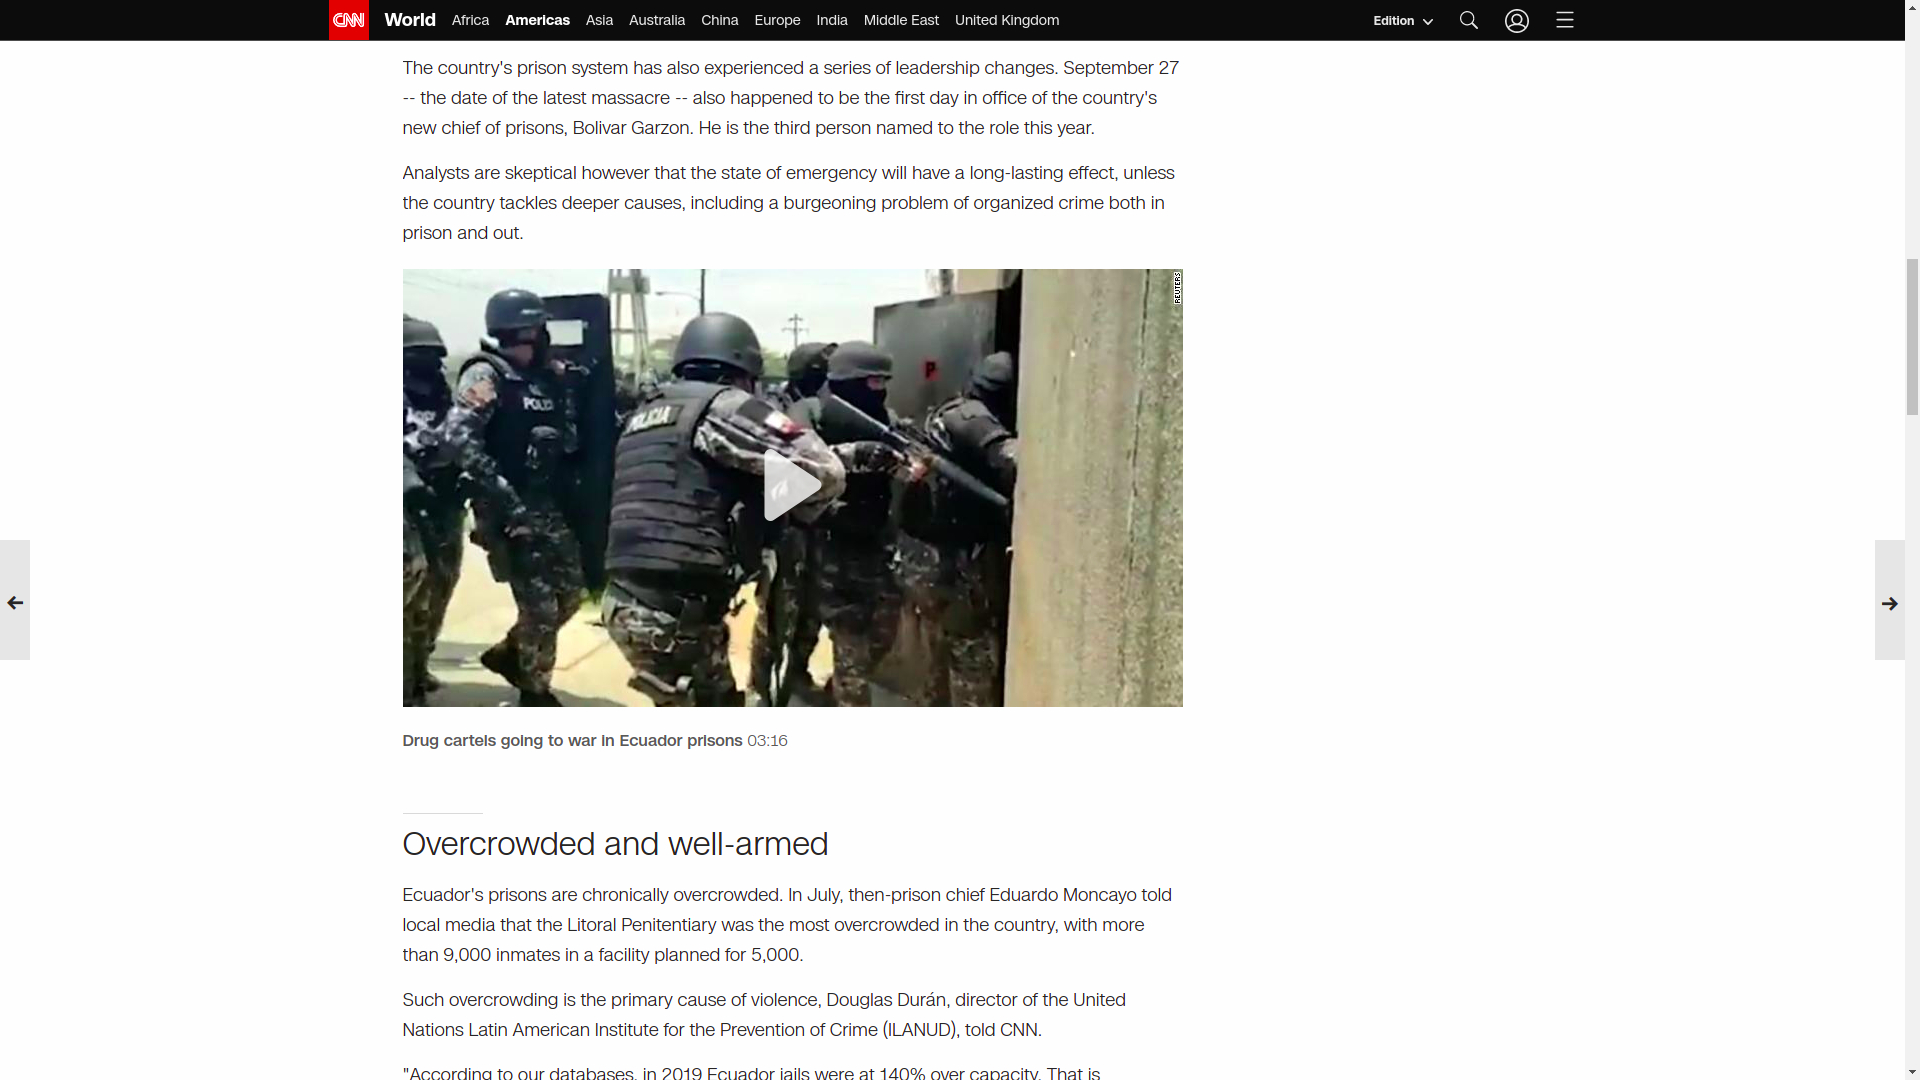 CNN World Africa Americas Asia Australia China Europe India Middle East United Kingdom Edition
The country's prison system has also experienced a series of leadership changes. September 27
-- the date of the latest massacre -- also happened to be the first day in office of the country's
new chief of prisons, Bolivar Garzon. He is the third person named to the role this year.
Analysts are skeptical however that the state of emergency will have a long-lasting effect, unless
the country tackles deeper causes, including a burgeoning problem of organized crime both in
prison and out.
REUTERS
P
POLICIA
Drug cartels going to war in Ecuador prisons 03:16
Overcrowded and well-armed
Ecuador's prisons are chronically overcrowded. In July, then-prison chief Eduardo Moncayo told
local media that the Litoral Penitentiary was the most overcrowded in the country, with more
than 9,000 inmates in a facility planned for 5,000.
Such overcrowding is the primary cause of violence, Douglas Durán, director of the United
Nations Latin American Institute for the Prevention of Crime (ILANUD), told CNN.
"According to our databases, in 2019 Ecuador jails were at 140% over capacity. That is